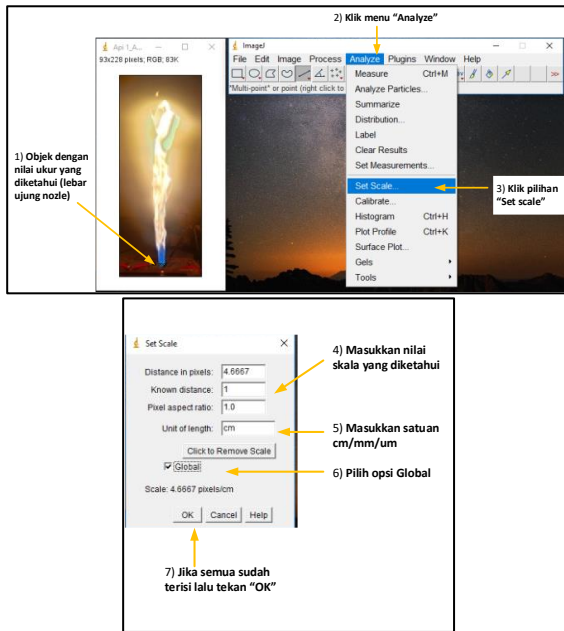 2) Klik menu “Analyze”
Api 1_A...
93x228 pixels; RGB; 83K
ImageJ
File Edit Image Process Analyze Plugins Window Help
"Multi-point" or point (right click to
Measure Ctrl+M
Analyze Particles...
Summarize
Distribution...
Label
Clear Results
Set Measurements...
Set Scale...
Calibrate...
Histogram Ctrl+H
Plot Profile Ctrl+K
Surface Plot...
Gels
Tools
1) Objek dengan
nilai ukur yang
diketahui (lebar
ujung nozle)
3) Klik pilihan
“Set scale”
Set Scale
Distance in pixels: 4.6667
Known distance: 1
Pixel aspect ratio: 1.0
Unit of length: cm
Click to Remove Scale
Global
Scale: 4.6667 pixels/cm
OK Cancel Help
4) Masukkan nilai
skala yang diketahui
5) Masukkan satuan
cm/mm/um
6) Pilih opsi Global
7) Jika semua sudah
terisi lalu tekan “OK”